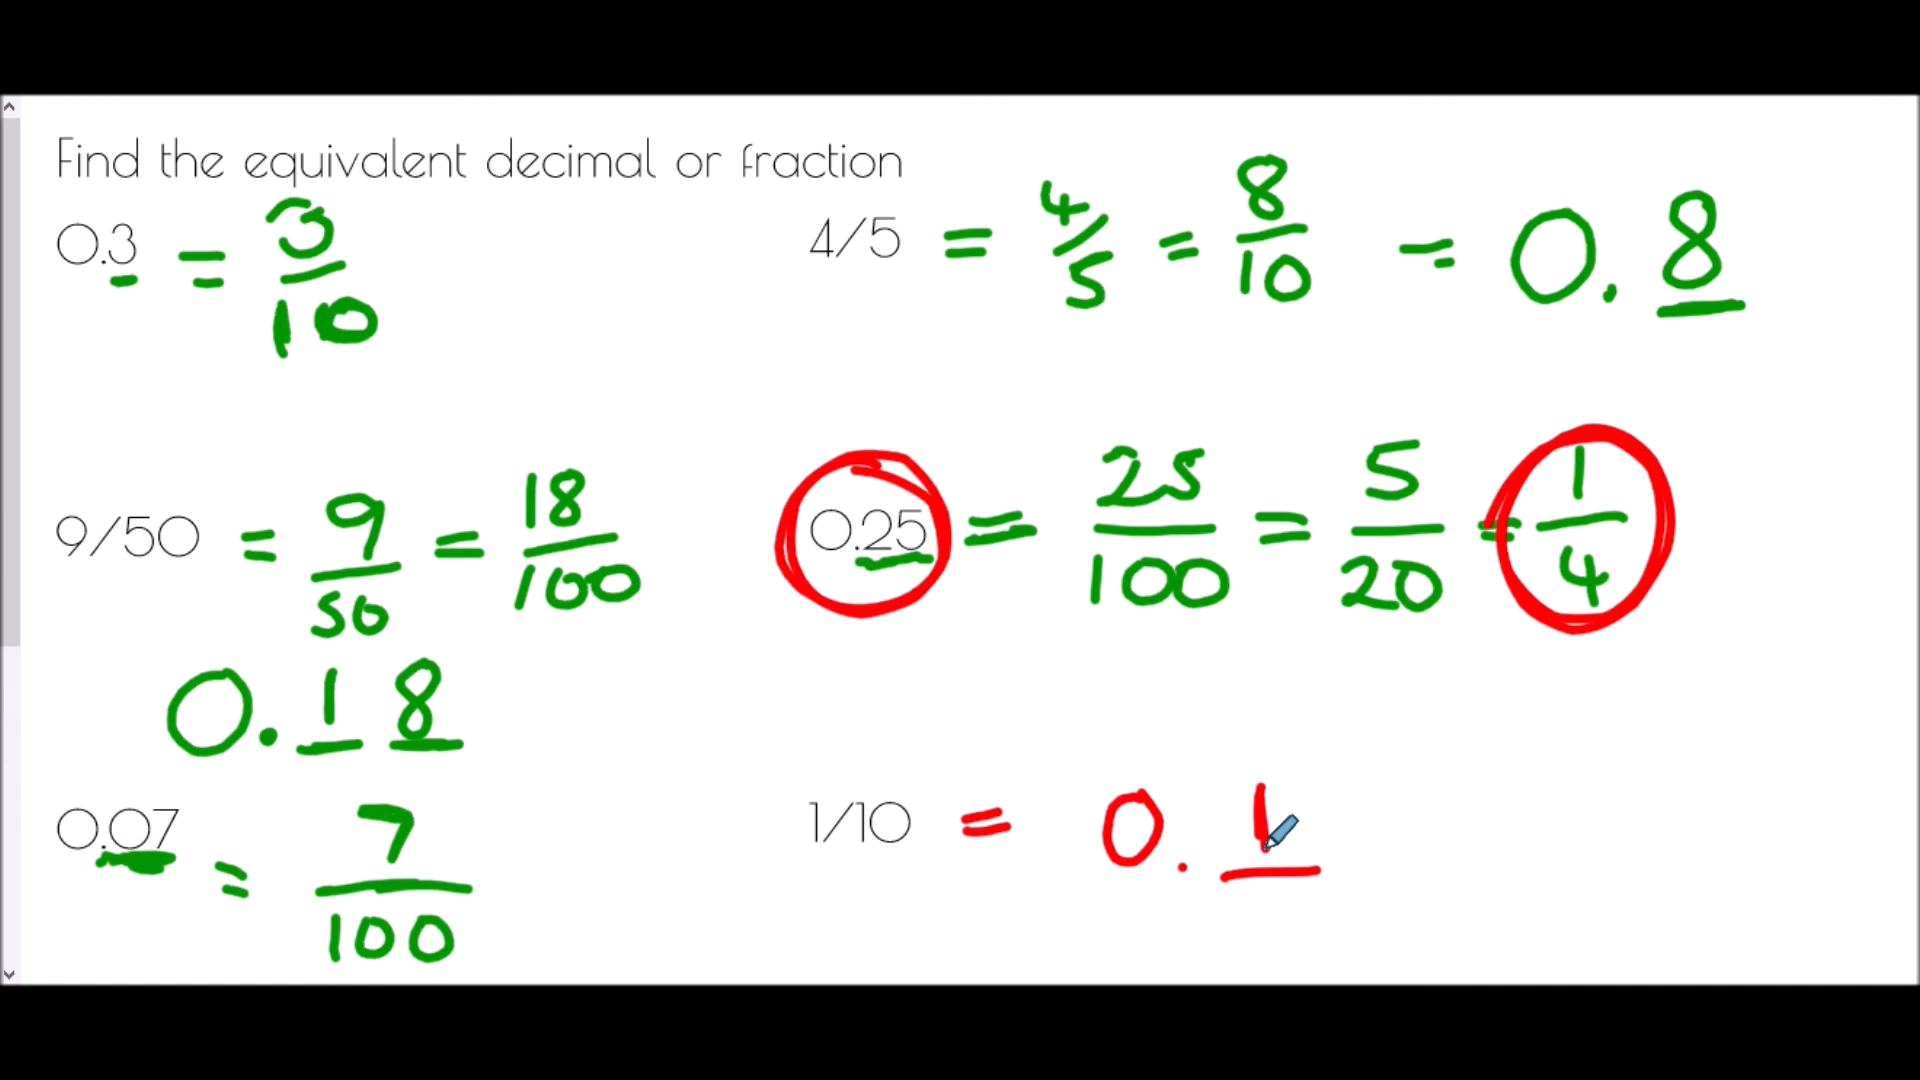 Find the equivalent decimal or fraction
0.3 = 3/10
4/5 = 4/5 = 8/10 = 0.8
9/50 = 9/50 = 18/100
0.18
0.25 = 25/100 = 5/20 = 1/4
0.07 = 7/100
1/10 = 0.1